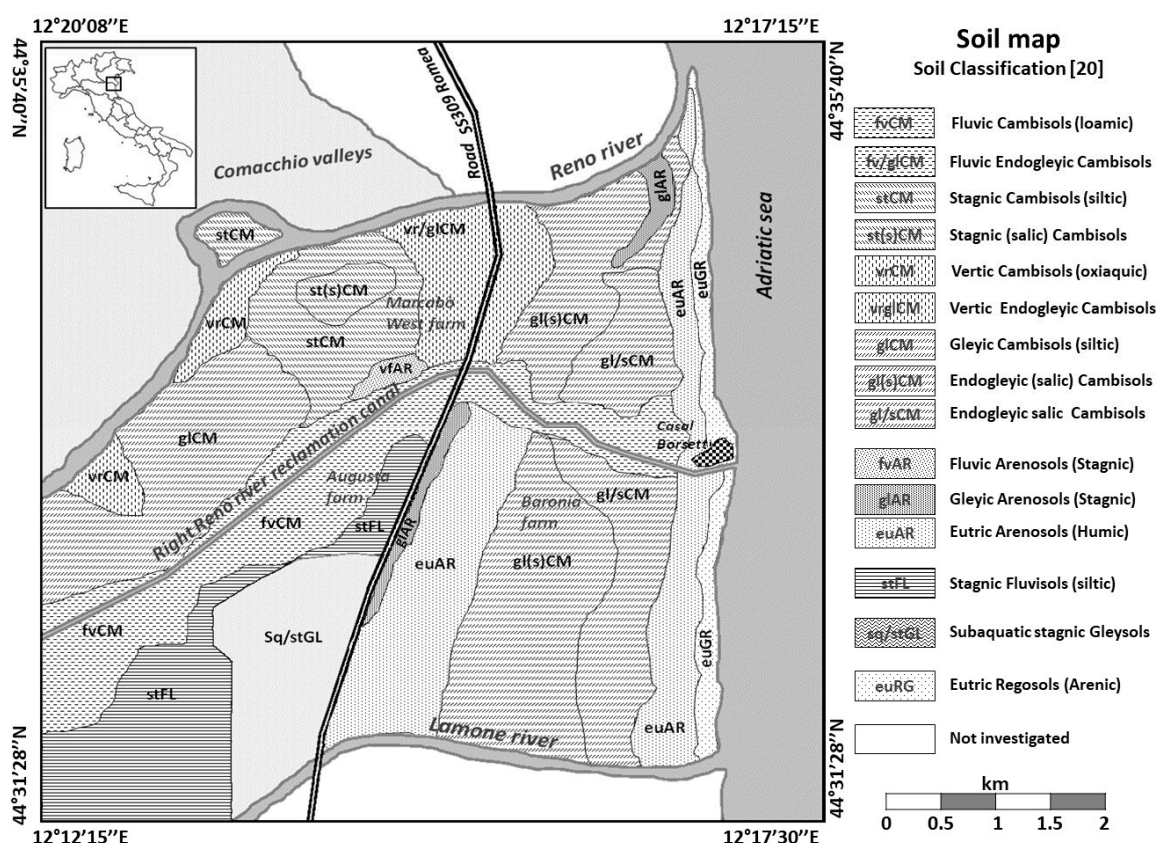 12°20'08''E
12°17'15''E
44°35'40''N
44°35'40''N
Soil map
Soil Classification [20]
fvCM Fluvic Cambisols (loamic)
fv/glCM Fluvic Endogleyic Cambisols
stCM Stagnic Cambisols (siltic)
st(s)CM Stagnic (salic) Cambisols
vrCM Vertic Cambisols (oxiaquic)
vrglCM Vertic Endogleyic Cambisols
glCM Gleyic Cambisols (siltic)
gl(s)CM Endogleyic (salic) Cambisols
gl/sCM Endogleyic salic Cambisols
fvAR Fluvic Arenosols (Stagnic)
glAR Gleyic Arenosols (Stagnic)
euAR Eutric Arenosols (Humic)
stFL Stagnic Fluvisols (siltic)
sq/stGL Subaquatic stagnic Gleysols
euRG Eutric Regosols (Arenic)
Not investigated
km
0 0.5 1 1.5 2
Comacchio valleys
Road SS309 Romea
Reno river
Adriatic sea
stCM
vr/glCM
glAR
euGR
euAR
st(s)CM
Marcabò
West farm
vrCM
stCM
gl(s)CM
gl/sCM
vfAR
Right Reno river reclamation canal
glCM
Casal
Borsetti
vrCM
Augusta
farm
fvCM
stFL
glAR
Baronia
farm
gl/sCM
euAR
gl(s)CM
fvCM
Sq/stGL
euGR
stFL
euAR
Lamone river
44°31'28''N
44°31'28''N
12°12'15''E
12°17'30''E